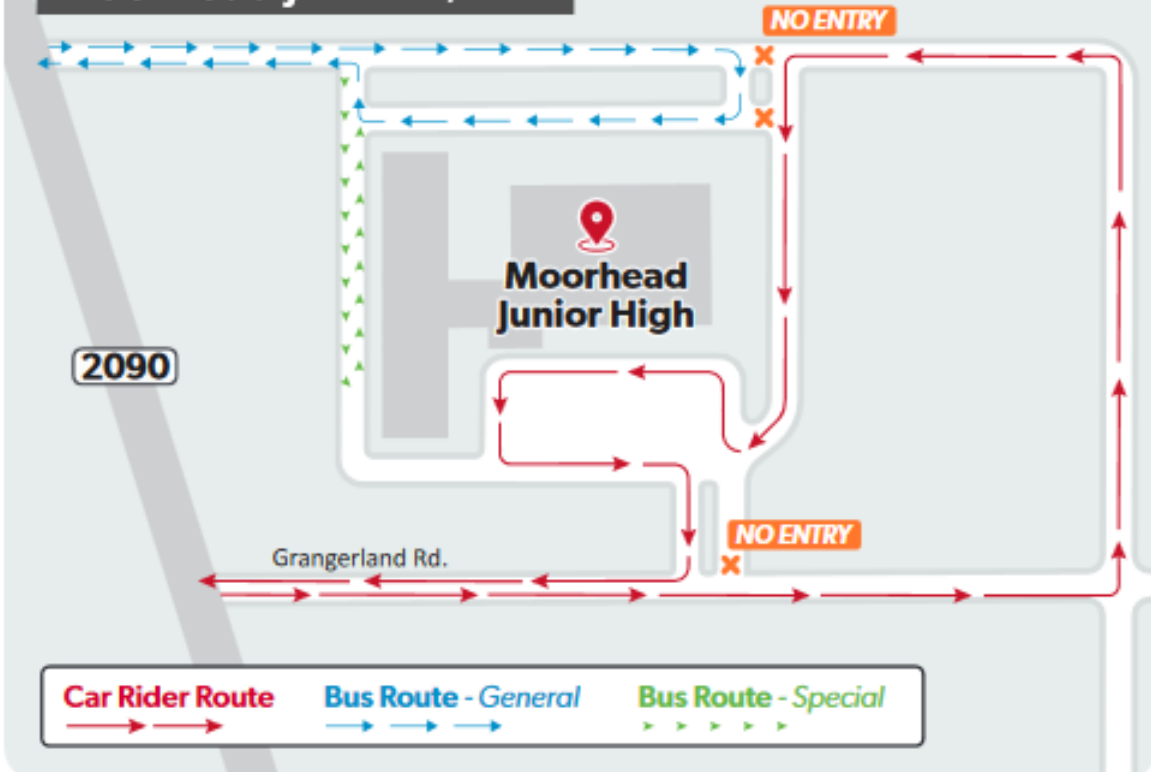 NO ENTRY
Moorhead
Junior High
2090
NO ENTRY
Grangerland Rd.
Car Rider Route
Bus Route - General
Bus Route - Special